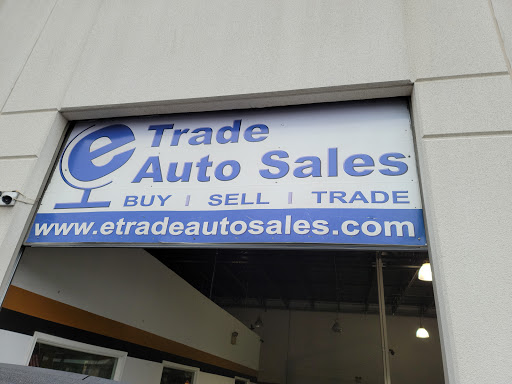 e Trade
Auto Sales
BUY | SELL | TRADE
www.etradeautosales.com